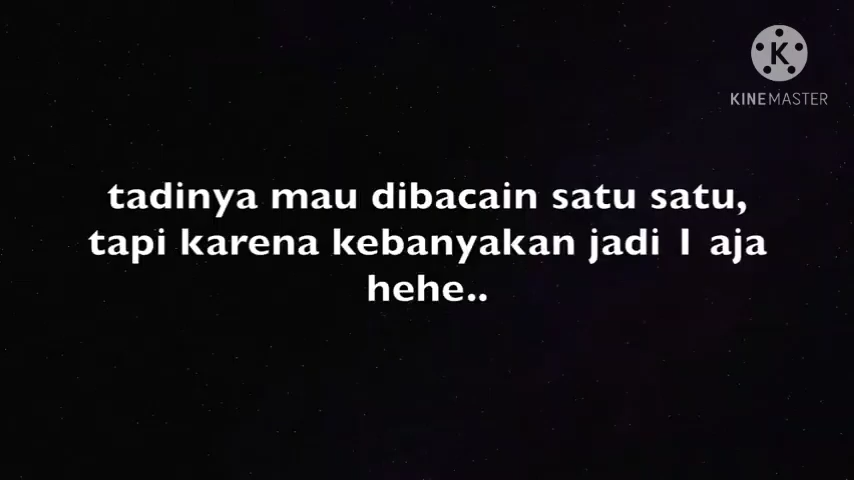 K
KINEMASTER
tadinya mau dibacain satu satu,
tapi karena kebanyakan jadi 1 aja
hehe..